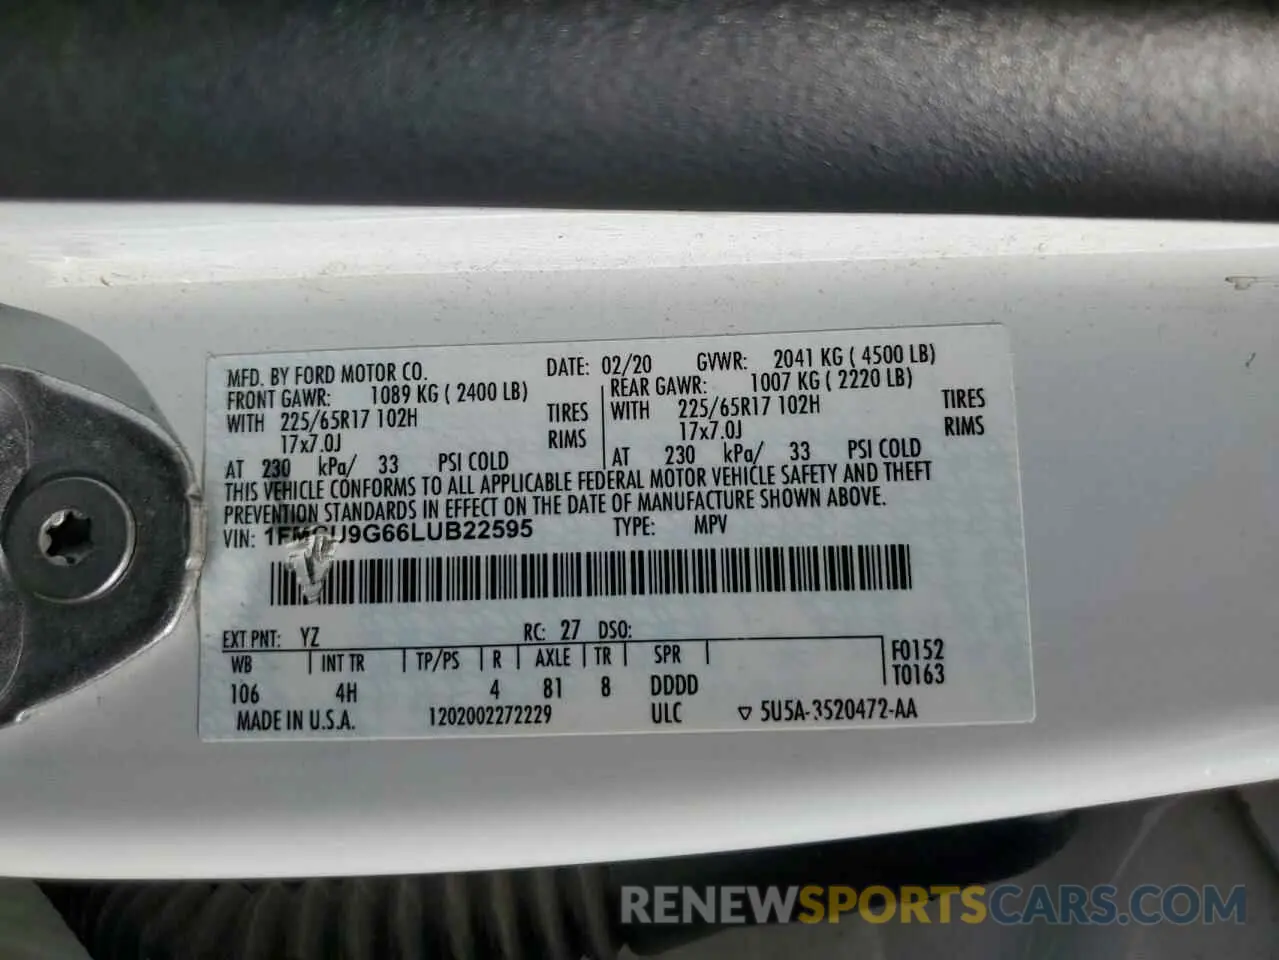 MFD. BY FORD MOTOR CO. DATE: 02/20 GVWR: 2041 KG ( 4500 LB)
FRONT GAWR: 1089 KG ( 2400 LB) REAR GAWR: 1007 KG ( 2220 LB)
WITH 225/65R17 102H TIRES WITH 225/65R17 102H TIRES
17x7.0J RIMS 17x7.0J RIMS
AT 230 kPa/ 33 PSI COLD AT 230 kPa/ 33 PSI COLD
THIS VEHICLE CONFORMS TO ALL APPLICABLE FEDERAL MOTOR VEHICLE SAFETY AND THEFT
PREVENTION STANDARDS IN EFFECT ON THE DATE OF MANUFACTURE SHOWN ABOVE.
VIN: 1FMCU9G66LUB22595 TYPE: MPV
EXT PNT: YZ RC: 27 DSO:
WB INT TR TP/PS R AXLE TR SPR F0152
106 4H 4 81 8 DDDD T0163
MADE IN U.S.A. 1202002272229 ULC ▽ 5U5A-3520472-AA
RENEWSPORTSCARS.COM